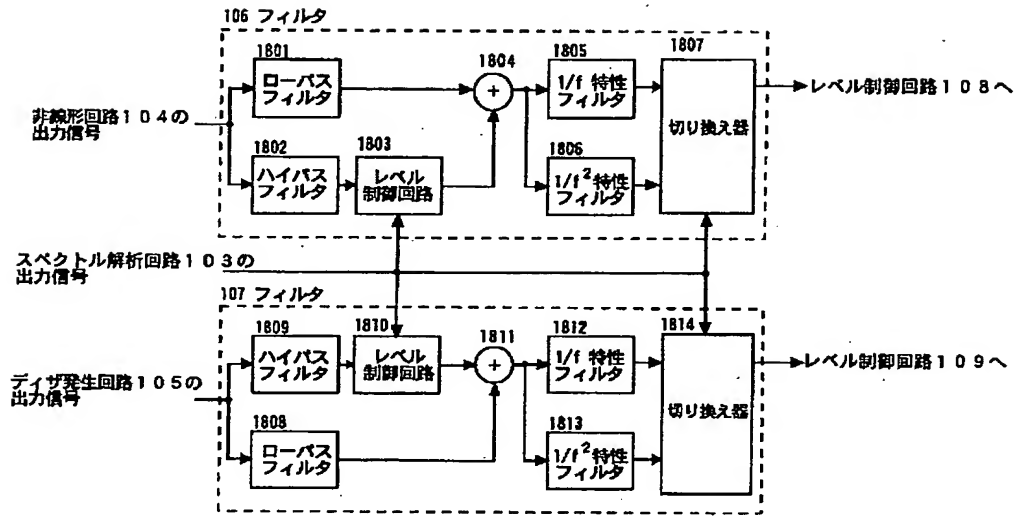 106 フィルタ
1801
ローパス
フィルタ
1804
+
1805
1/f 特性
フィルタ
1807
切り換え器
レベル制御回路108へ
非線形回路104の
出力信号
1802
ハイパス
フィルタ
1803
レベル
制御回路
1806
1/f² 特性
フィルタ
スペクトル解析回路103の
出力信号
107 フィルタ
1809
ハイパス
フィルタ
1810
レベル
制御回路
1811
+
1812
1/f 特性
フィルタ
1814
切り換え器
レベル制御回路109へ
ディザ発生回路105の
出力信号
1808
ローパス
フィルタ
1813
1/f² 特性
フィルタ